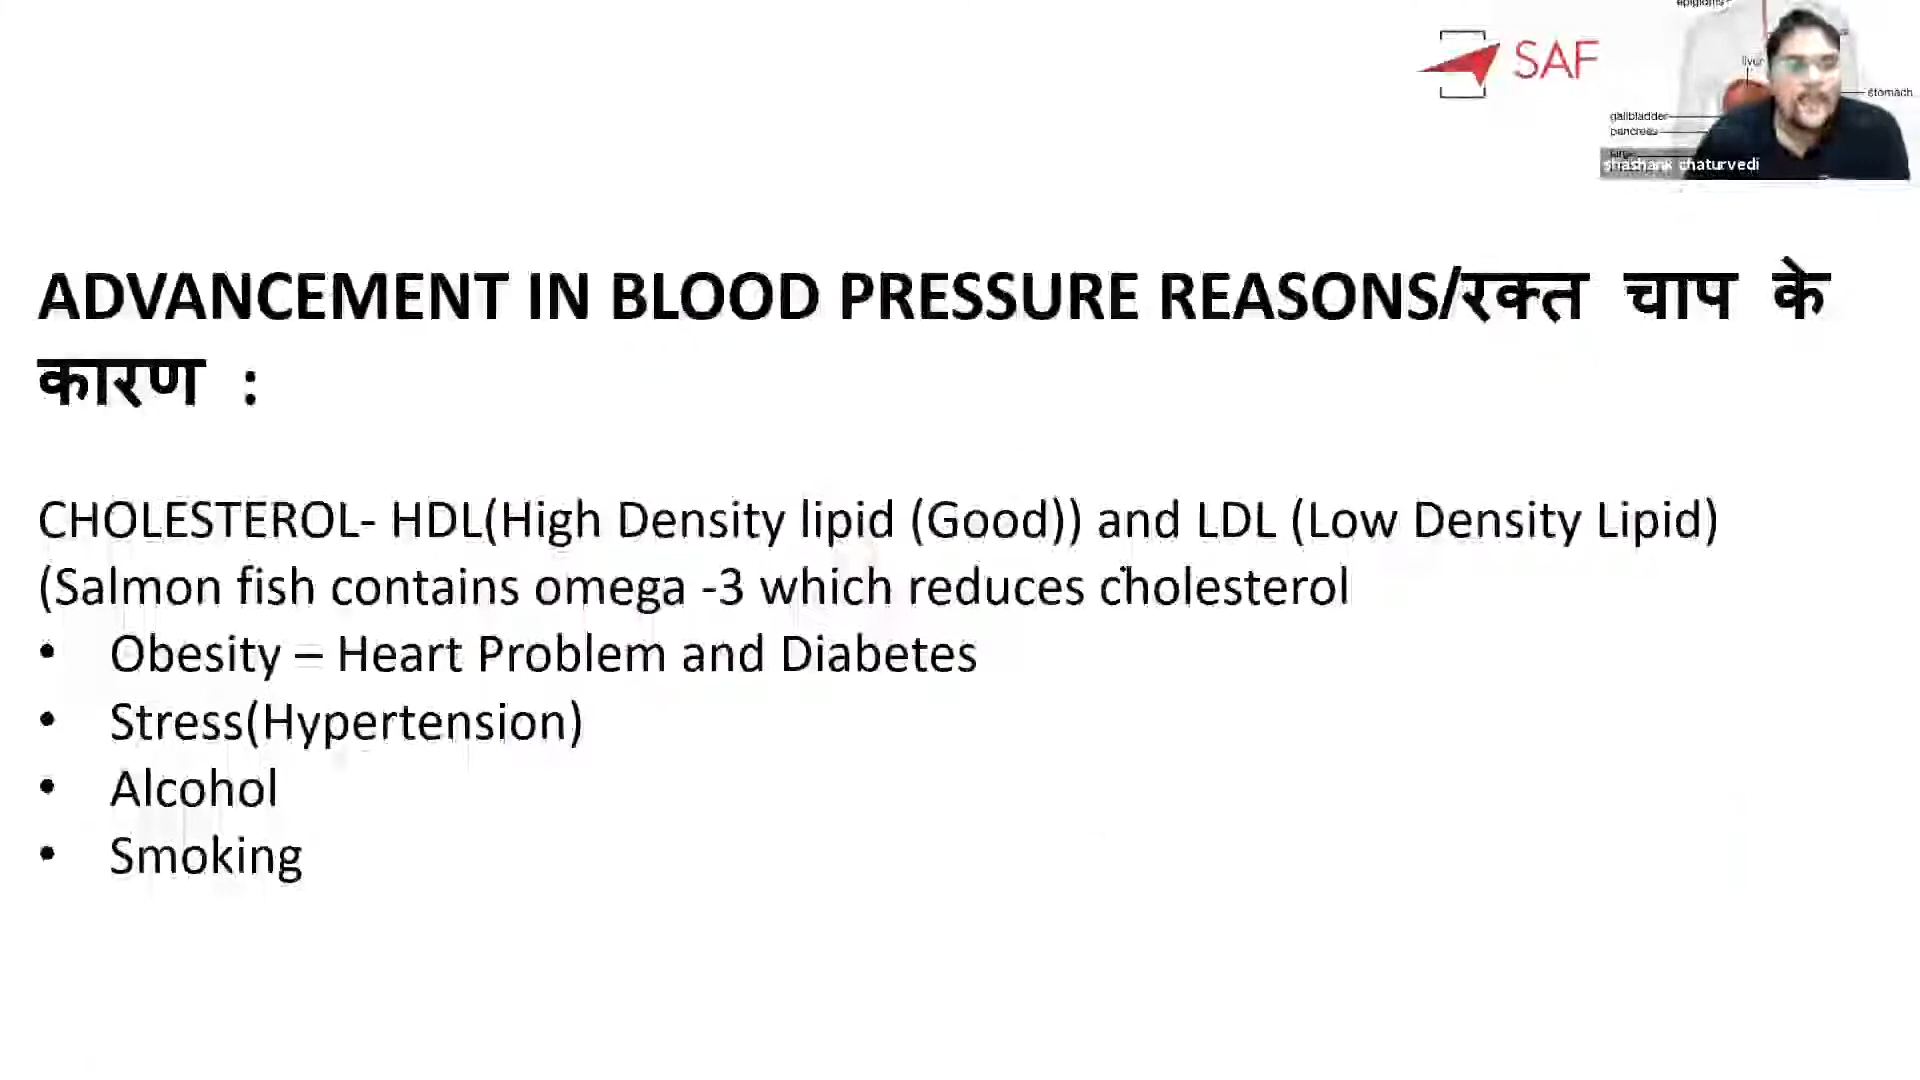 epiglottis
SAF
liver
stomach
gallbladder
pancreas
shashank chaturvedi
ADVANCEMENT IN BLOOD PRESSURE REASONS/रक्त चाप के
कारण :
CHOLESTEROL- HDL(High Density lipid (Good)) and LDL (Low Density Lipid)
(Salmon fish contains omega -3 which reduces cholesterol
• Obesity = Heart Problem and Diabetes
• Stress(Hypertension)
• Alcohol
• Smoking